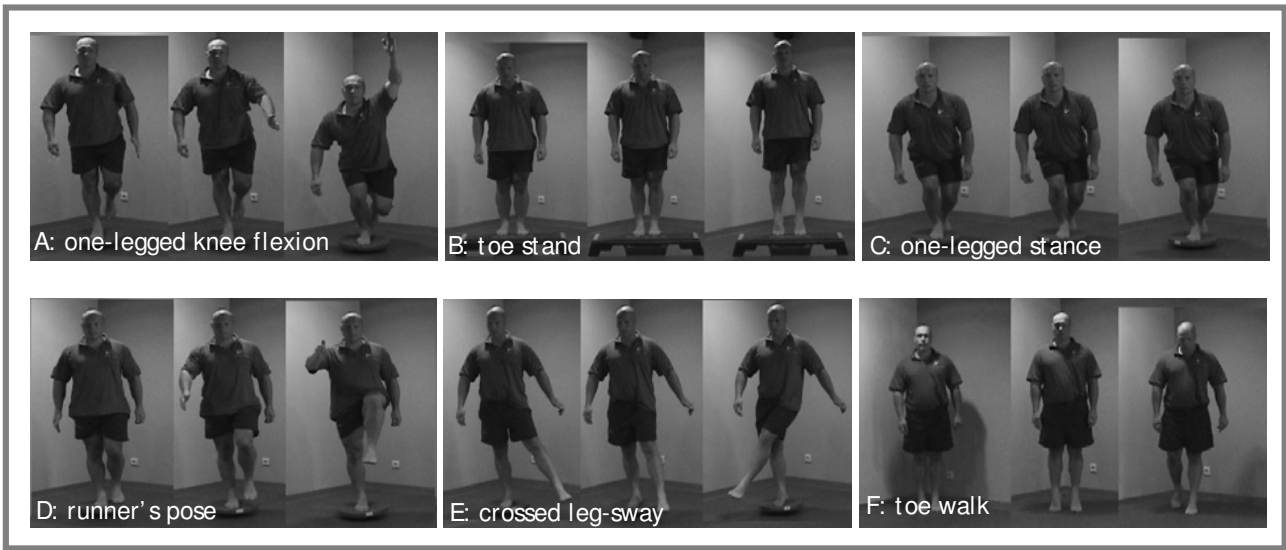 A: one-legged knee flexion
B: toe stand
C: one-legged stance
D: runner's pose
E: crossed leg-sway
F: toe walk